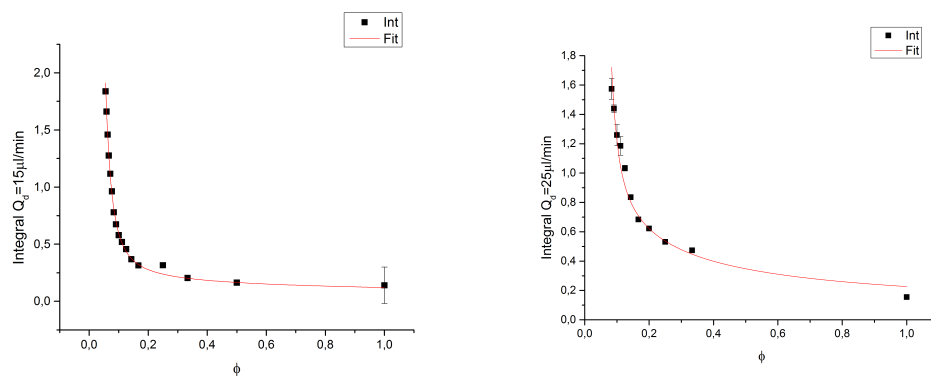 Int
Fit
2,0
1,5
1,0
0,5
0,0
Integral Q_d=15µl/min
0,0 0,2 0,4 0,6 0,8 1,0
ϕ
Int
Fit
1,8
1,6
1,4
1,2
1,0
0,8
0,6
0,4
0,2
0,0
Integral Q_d=25µl/min
0,0 0,2 0,4 0,6 0,8 1,0
ϕ